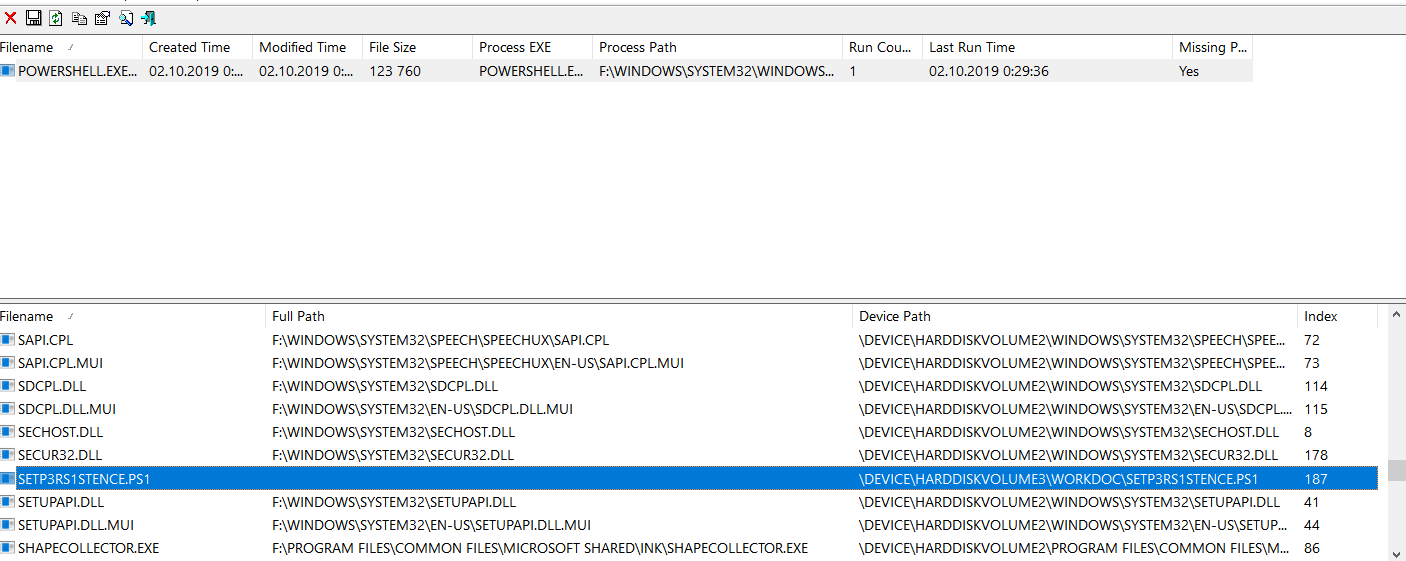 Filename Created Time Modified Time File Size Process EXE Process Path Run Cou... Last Run Time Missing P...
POWERSHELL.EXE... 02.10.2019 0:... 02.10.2019 0:... 123 760 POWERSHELL.E... F:\WINDOWS\SYSTEM32\WINDOWS... 1 02.10.2019 0:29:36 Yes
Filename Full Path Device Path Index
SAPI.CPL F:\WINDOWS\SYSTEM32\SPEECH\SPEECHUX\SAPI.CPL \DEVICE\HARDDISKVOLUME2\WINDOWS\SYSTEM32\SPEECH\SPEE... 72
SAPI.CPL.MUI F:\WINDOWS\SYSTEM32\SPEECH\SPEECHUX\EN-US\SAPI.CPL.MUI \DEVICE\HARDDISKVOLUME2\WINDOWS\SYSTEM32\SPEECH\SPEE... 73
SDCPL.DLL F:\WINDOWS\SYSTEM32\SDCPL.DLL \DEVICE\HARDDISKVOLUME2\WINDOWS\SYSTEM32\SDCPL.DLL 114
SDCPL.DLL.MUI F:\WINDOWS\SYSTEM32\EN-US\SDCPL.DLL.MUI \DEVICE\HARDDISKVOLUME2\WINDOWS\SYSTEM32\EN-US\SDCPL.... 115
SECHOST.DLL F:\WINDOWS\SYSTEM32\SECHOST.DLL \DEVICE\HARDDISKVOLUME2\WINDOWS\SYSTEM32\SECHOST.DLL 8
SECUR32.DLL F:\WINDOWS\SYSTEM32\SECUR32.DLL \DEVICE\HARDDISKVOLUME2\WINDOWS\SYSTEM32\SECUR32.DLL 178
SETP3RS1STENCE.PS1 \DEVICE\HARDDISKVOLUME3\WORKDOC\SETP3RS1STENCE.PS1 187
SETUPAPI.DLL F:\WINDOWS\SYSTEM32\SETUPAPI.DLL \DEVICE\HARDDISKVOLUME2\WINDOWS\SYSTEM32\SETUPAPI.DLL 41
SETUPAPI.DLL.MUI F:\WINDOWS\SYSTEM32\EN-US\SETUPAPI.DLL.MUI \DEVICE\HARDDISKVOLUME2\WINDOWS\SYSTEM32\EN-US\SETUP... 44
SHAPECOLLECTOR.EXE F:\PROGRAM FILES\COMMON FILES\MICROSOFT SHARED\INK\SHAPECOLLECTOR.EXE \DEVICE\HARDDISKVOLUME2\PROGRAM FILES\COMMON FILES\M... 86